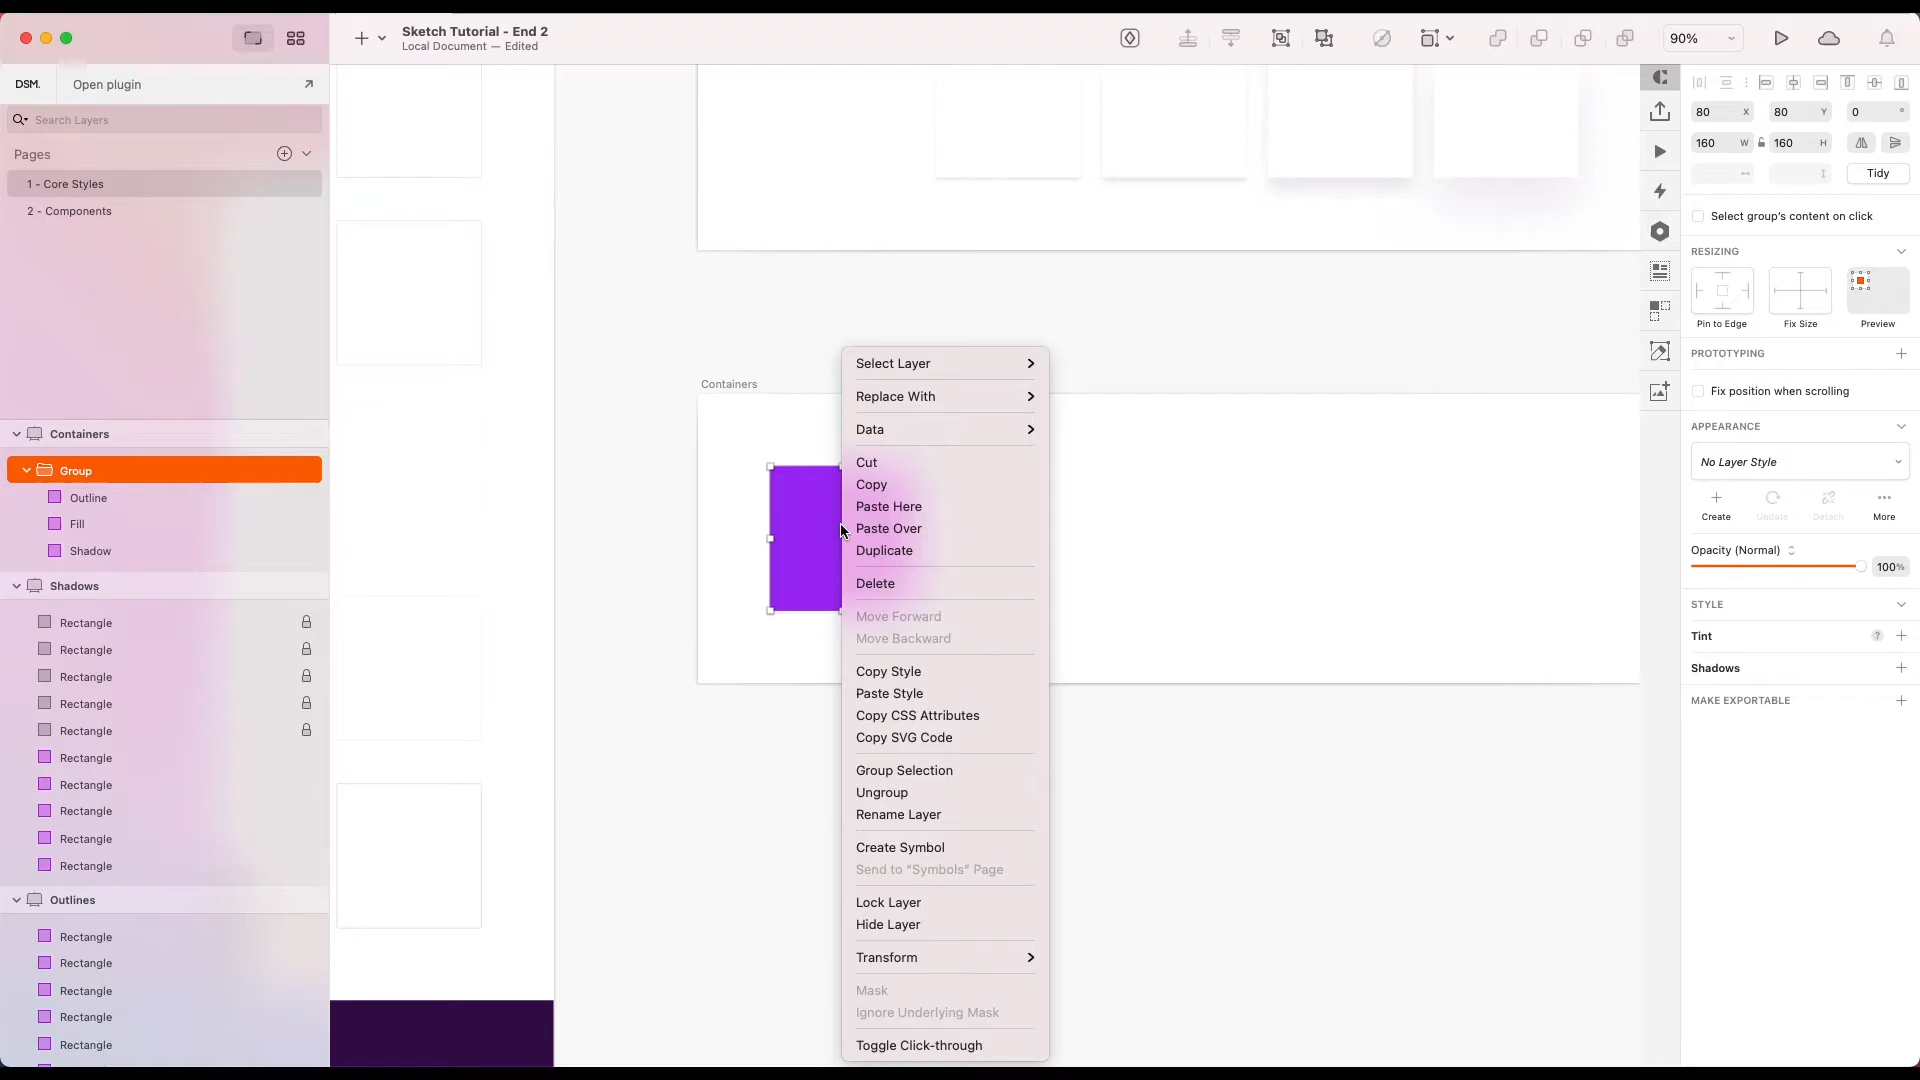 Sketch Tutorial - End 2
Local Document — Edited
90%
DSM.
Open plugin
Search Layers
Pages
1 - Core Styles
2 - Components
Containers
Group
Outline
Fill
Shadow
Shadows
Rectangle
Rectangle
Rectangle
Rectangle
Rectangle
Rectangle
Rectangle
Rectangle
Rectangle
Rectangle
Outlines
Rectangle
Rectangle
Rectangle
Rectangle
Rectangle
Containers
Select Layer
Replace With
Data
Cut
Copy
Paste Here
Paste Over
Duplicate
Delete
Move Forward
Move Backward
Copy Style
Paste Style
Copy CSS Attributes
Copy SVG Code
Group Selection
Ungroup
Rename Layer
Create Symbol
Send to “Symbols” Page
Lock Layer
Hide Layer
Transform
Mask
Ignore Underlying Mask
Toggle Click-through
80 X 80 Y 0 °
160 W 160 H
Tidy
Select group's content on click
RESIZING
Pin to Edge Fix Size Preview
PROTOTYPING
Fix position when scrolling
APPEARANCE
No Layer Style
Create Update Detach More
Opacity (Normal)
100%
STYLE
Tint ?
Shadows
MAKE EXPORTABLE